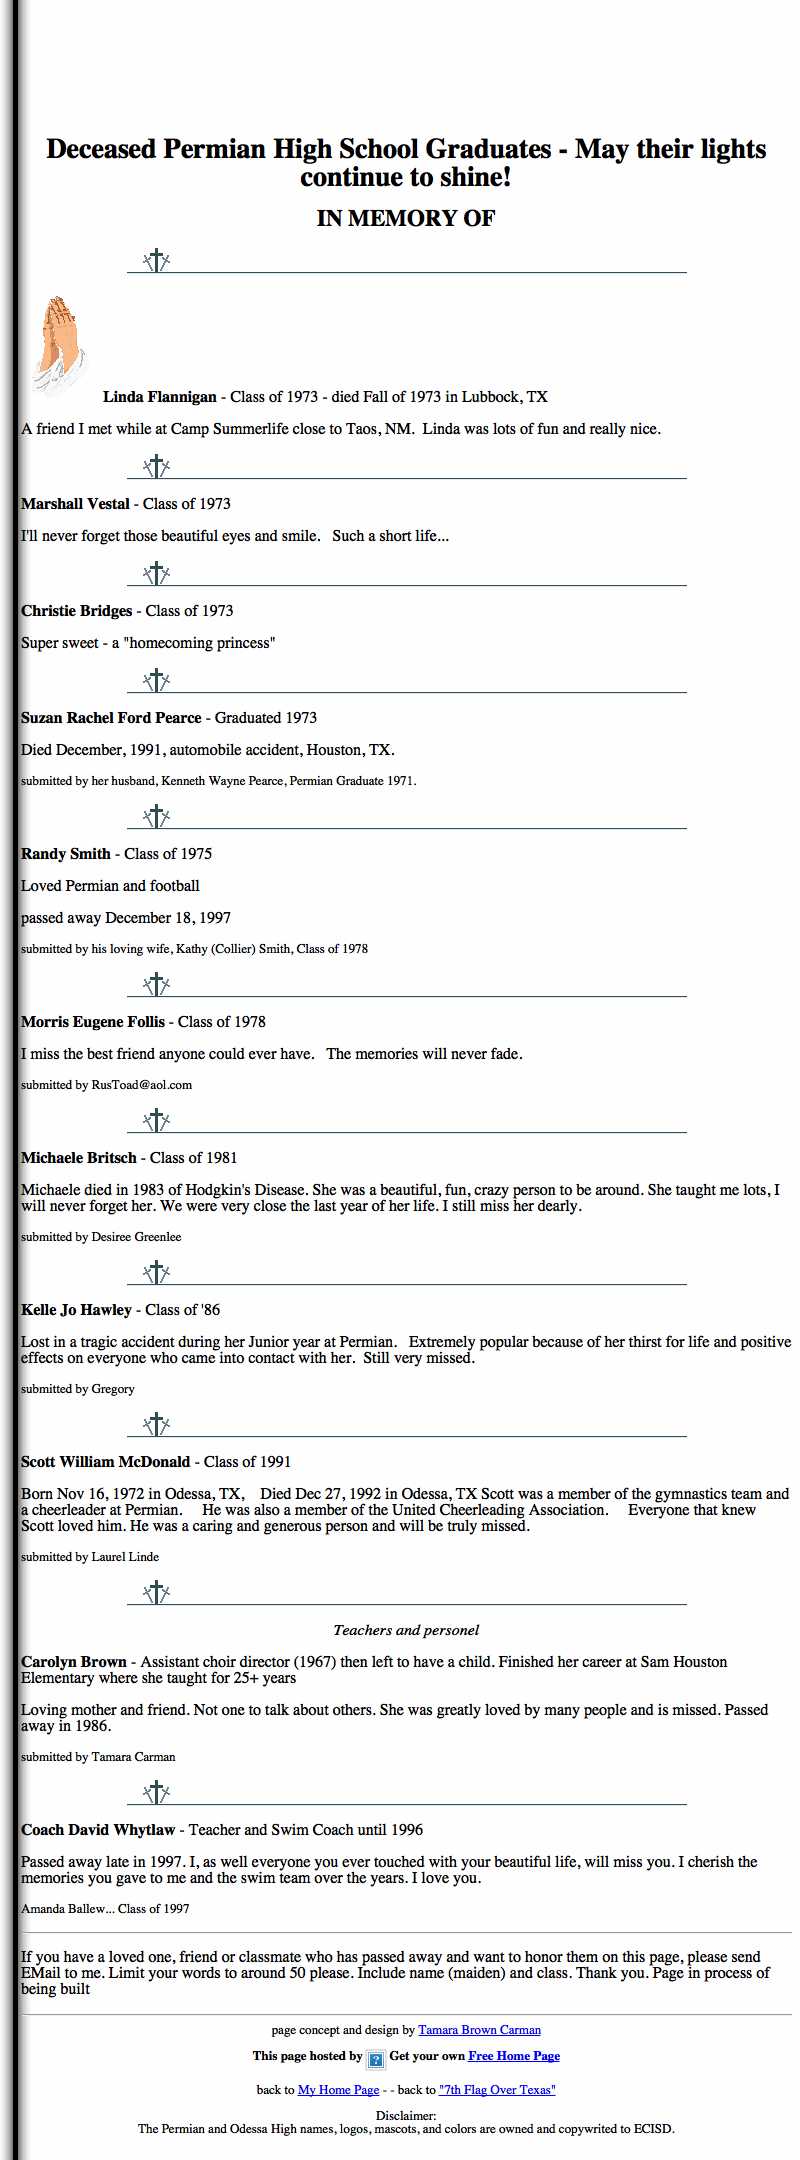 Deceased Permian High School Graduates - May their lights
continue to shine!
IN MEMORY OF
Linda Flannigan - Class of 1973 - died Fall of 1973 in Lubbock, TX
A friend I met while at Camp Summerlife close to Taos, NM. Linda was lots of fun and really nice.
Marshall Vestal - Class of 1973
I'll never forget those beautiful eyes and smile. Such a short life...
Christie Bridges - Class of 1973
Super sweet - a "homecoming princess"
Suzan Rachel Ford Pearce - Graduated 1973
Died December, 1991, automobile accident, Houston, TX.
submitted by her husband, Kenneth Wayne Pearce, Permian Graduate 1971.
Randy Smith - Class of 1975
Loved Permian and football
passed away December 18, 1997
submitted by his loving wife, Kathy (Collier) Smith, Class of 1978
Morris Eugene Follis - Class of 1978
I miss the best friend anyone could ever have. The memories will never fade.
submitted by RusToad@aol.com
Michaele Britsch - Class of 1981
Michaele died in 1983 of Hodgkin's Disease. She was a beautiful, fun, crazy person to be around. She taught me lots, I
will never forget her. We were very close the last year of her life. I still miss her dearly.
submitted by Desiree Greenlee
Kelle Jo Hawley - Class of '86
Lost in a tragic accident during her Junior year at Permian. Extremely popular because of her thirst for life and positive
effects on everyone who came into contact with her. Still very missed.
submitted by Gregory
Scott William McDonald - Class of 1991
Born Nov 16, 1972 in Odessa, TX, Died Dec 27, 1992 in Odessa, TX Scott was a member of the gymnastics team and
a cheerleader at Permian. He was also a member of the United Cheerleading Association. Everyone that knew
Scott loved him. He was a caring and generous person and will be truly missed.
submitted by Laurel Linde
Teachers and personel
Carolyn Brown - Assistant choir director (1967) then left to have a child. Finished her career at Sam Houston
Elementary where she taught for 25+ years
Loving mother and friend. Not one to talk about others. She was greatly loved by many people and is missed. Passed
away in 1986.
submitted by Tamara Carman
Coach David Whytlaw - Teacher and Swim Coach until 1996
Passed away late in 1997. I, as well everyone you ever touched with your beautiful life, will miss you. I cherish the
memories you gave to me and the swim team over the years. I love you.
Amanda Ballew... Class of 1997
If you have a loved one, friend or classmate who has passed away and want to honor them on this page, please send
EMail to me. Limit your words to around 50 please. Include name (maiden) and class. Thank you. Page in process of
being built
page concept and design by Tamara Brown Carman
This page hosted by ? Get your own Free Home Page
back to My Home Page - - back to "7th Flag Over Texas"
Disclaimer:
The Permian and Odessa High names, logos, mascots, and colors are owned and copywrited to ECISD.